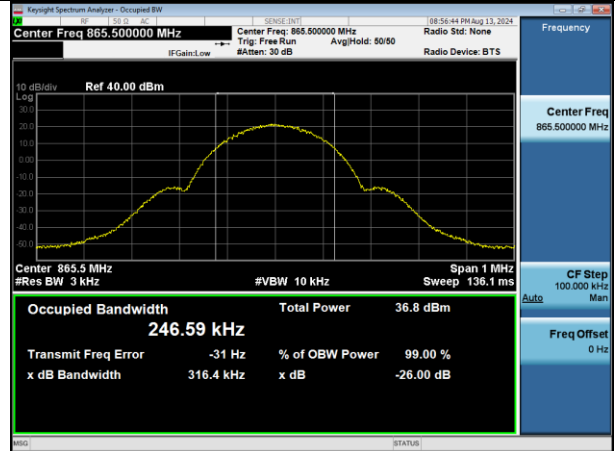 Keysight Spectrum Analyzer - Occupied BW
RF 50 Ω AC SENSE:INT 08:56:44 PM Aug 13, 2024
Center Freq 865.500000 MHz Center Freq: 865.500000 MHz Radio Std: None
Trig: Free Run Avg|Hold: 50/50
IFGain:Low #Atten: 30 dB Radio Device: BTS
10 dB/div Ref 40.00 dBm
Log
30.0
20.0
10.0
0.00
-10.0
-20.0
-30.0
-40.0
-50.0
Center 865.5 MHz Span 1 MHz
#Res BW 3 kHz #VBW 10 kHz Sweep 136.1 ms
Occupied Bandwidth Total Power 36.8 dBm
246.59 kHz
Transmit Freq Error -31 Hz % of OBW Power 99.00 %
x dB Bandwidth 316.4 kHz x dB -26.00 dB
MSG STATUS
Frequency
Center Freq
865.500000 MHz
CF Step
100.000 kHz
Auto Man
Freq Offset
0 Hz